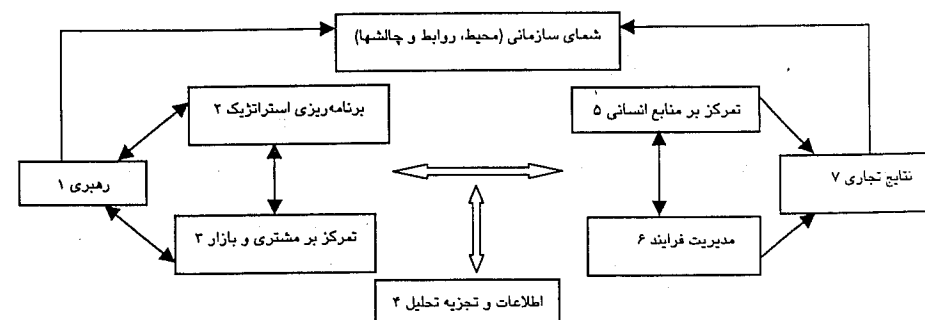 شمای سازمانی (محیط، روابط و چالشها)
برنامه‌ریزی استراتژیک ۲
تمرکز بر منابع انسانی ۵
رهبری ۱
نتایج تجاری ۷
تمرکز بر مشتری و بازار ۳
مدیریت فرایند ۶
اطلاعات و تجزیه تحلیل ۴